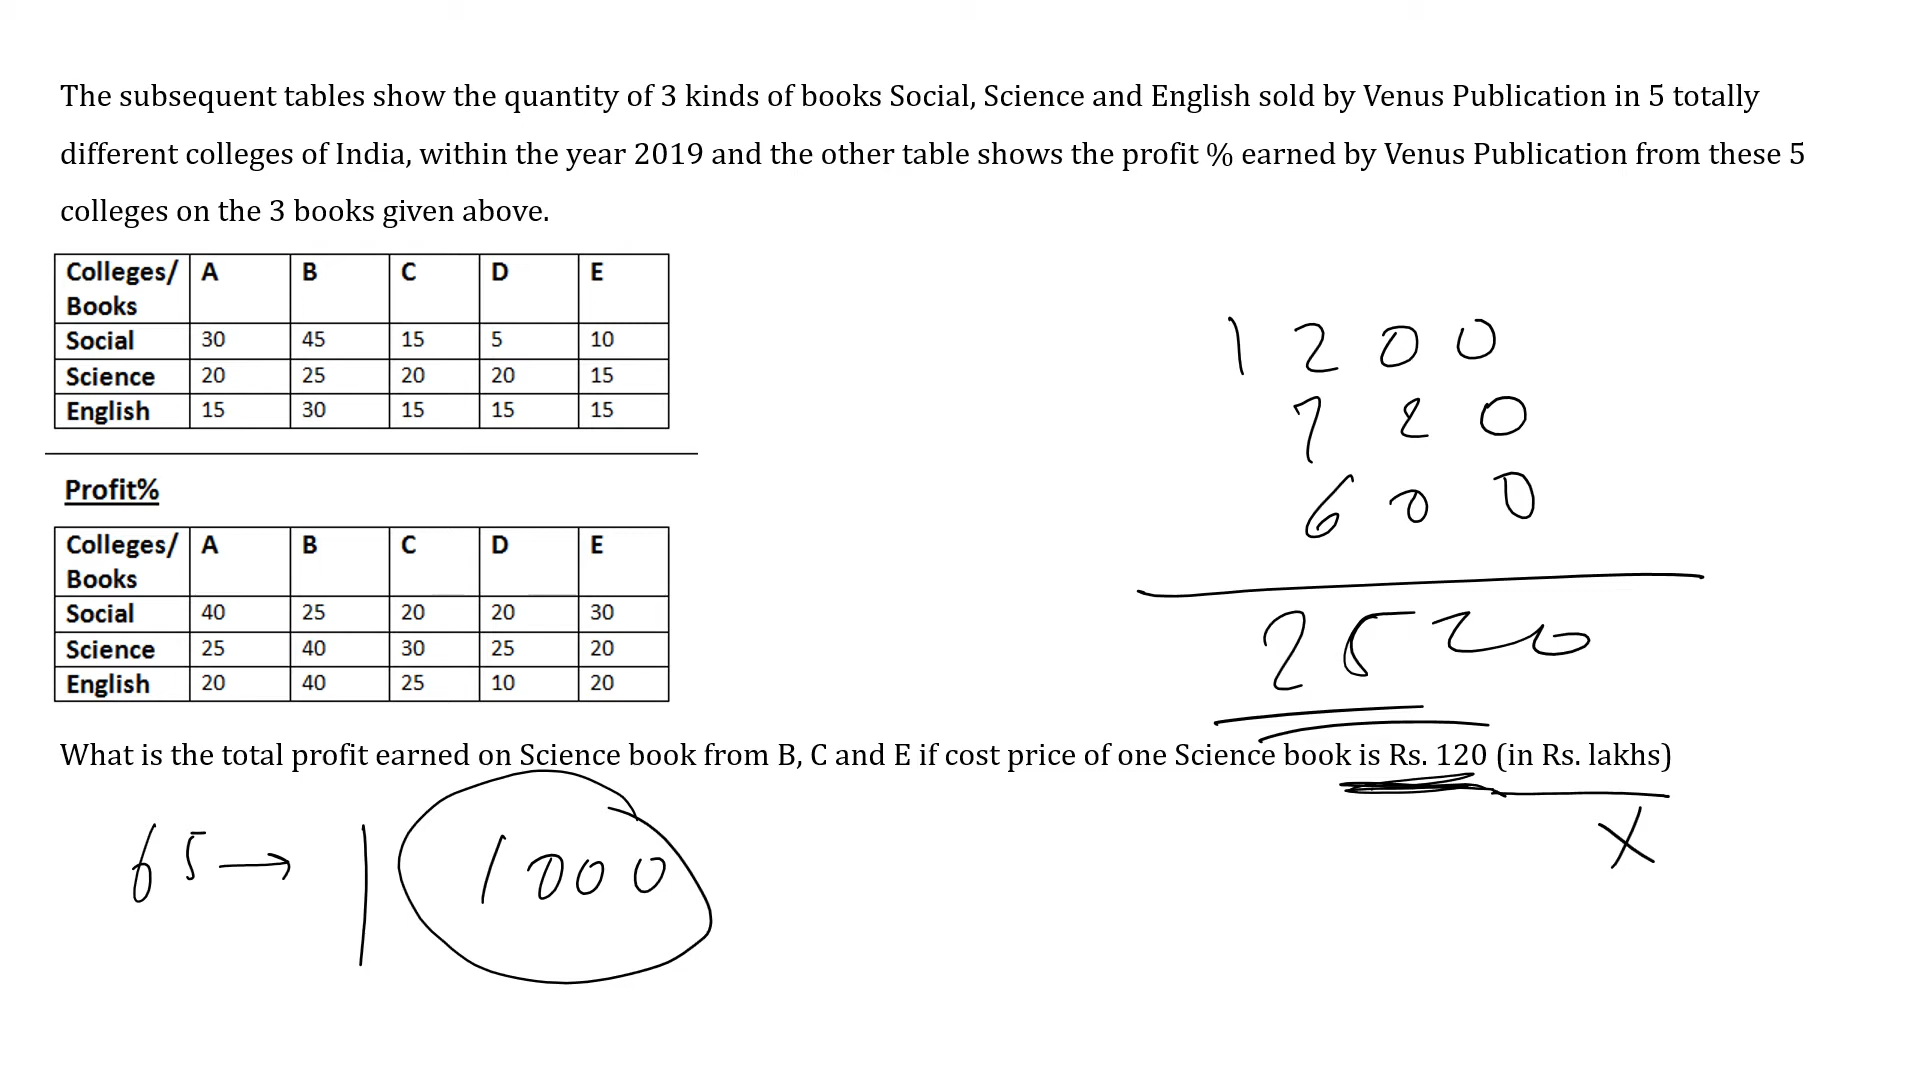 The subsequent tables show the quantity of 3 kinds of books Social, Science and English sold by Venus Publication in 5 totally
different colleges of India, within the year 2019 and the other table shows the profit % earned by Venus Publication from these 5
colleges on the 3 books given above.
Colleges/ Books A B C D E
Social 30 45 15 5 10
Science 20 25 20 20 15
English 15 30 15 15 15
Profit%
Colleges/ Books A B C D E
Social 40 25 20 20 30
Science 25 40 30 25 20
English 20 40 25 10 20
1200
720
600
2520
What is the total profit earned on Science book from B, C and E if cost price of one Science book is Rs. 120 (in Rs. lakhs)
X
65 → | 1000